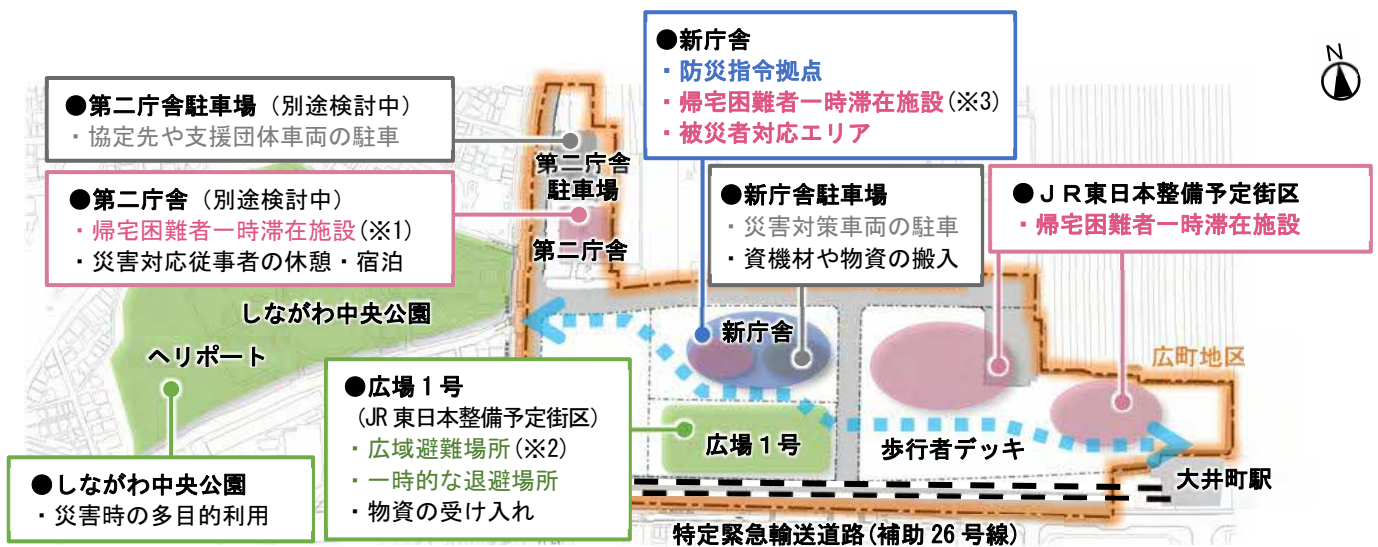 ●新庁舎
・防災指令拠点
・帰宅困難者一時滞在施設(※3)
・被災者対応エリア
N
●第二庁舎駐車場（別途検討中）
・協定先や支援団体車両の駐車
第二庁舎
駐車場
●第二庁舎（別途検討中）
・帰宅困難者一時滞在施設(※1)
・災害対応従事者の休憩・宿泊
第二庁舎
●新庁舎駐車場
・災害対策車両の駐車
・資機材や物資の搬入
●ＪＲ東日本整備予定街区
・帰宅困難者一時滞在施設
しながわ中央公園
ヘリポート
新庁舎
広町地区
●広場１号
(JR 東日本整備予定街区)
・広域避難場所(※2)
・一時的な退避場所
・物資の受け入れ
広場１号
歩行者デッキ
大井町駅
●しながわ中央公園
・災害時の多目的利用
特定緊急輸送道路(補助 26 号線)